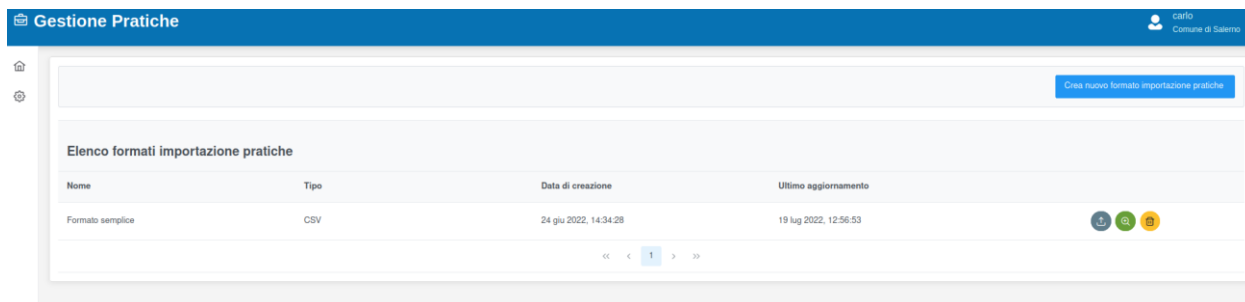 Gestione Pratiche
carlo
Comune di Salerno
Crea nuovo formato importazione pratiche
Elenco formati importazione pratiche
Nome Tipo Data di creazione Ultimo aggiornamento
Formato semplice CSV 24 giu 2022, 14:34:28 19 lug 2022, 12:56:53
« < 1 > »